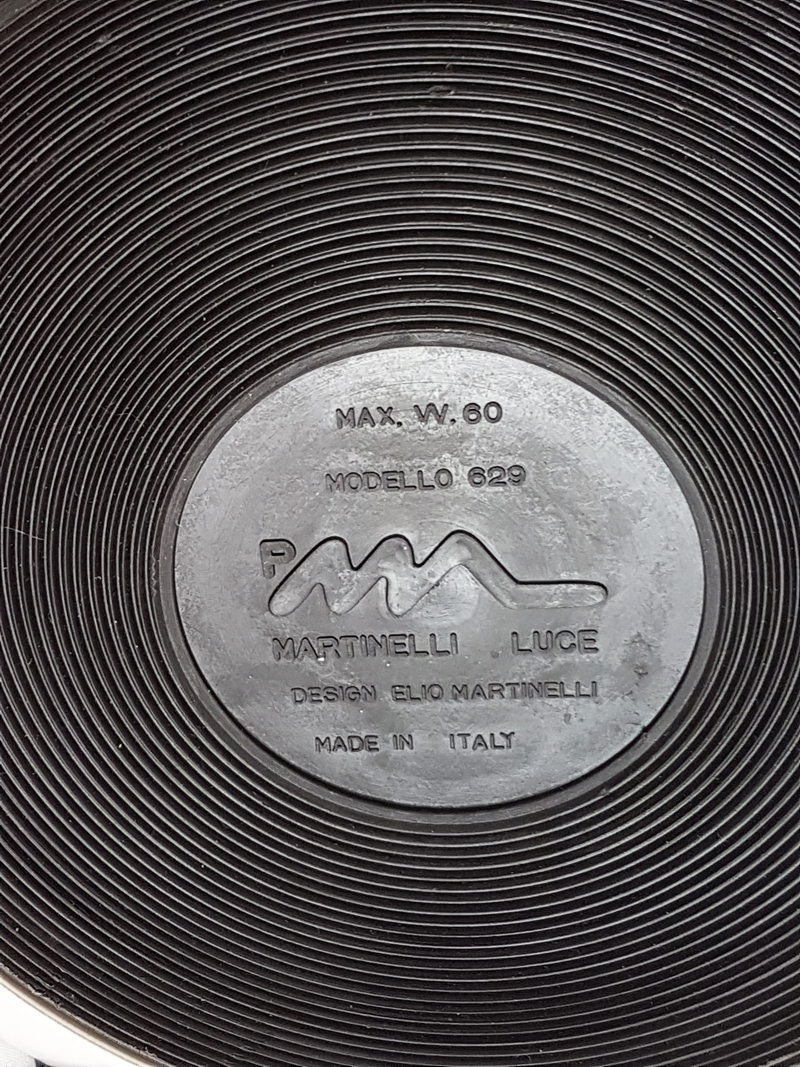 MAX. W. 60
MODELLO 629
P
MARTINELLI LUCE
DESIGN ELIO MARTINELLI
MADE IN ITALY